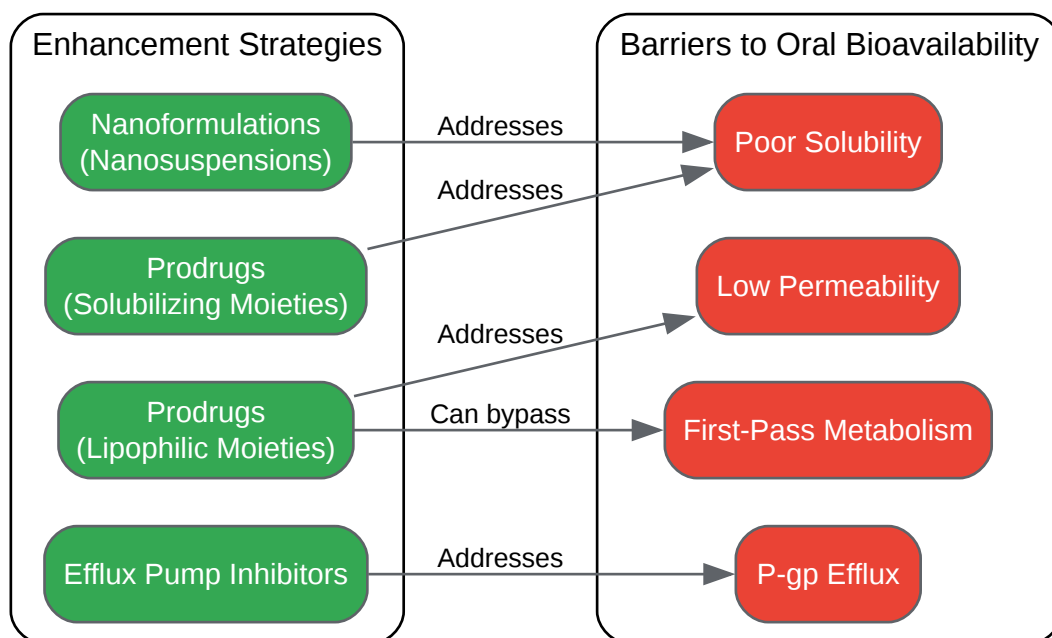 Enhancement Strategies
Nanoformulations
(Nanosuspensions)
Prodrugs
(Solubilizing Moieties)
Prodrugs
(Lipophilic Moieties)
Efflux Pump Inhibitors
Addresses
Addresses
Addresses
Can bypass
Addresses
Barriers to Oral Bioavailability
Poor Solubility
Low Permeability
First-Pass Metabolism
P-gp Efflux